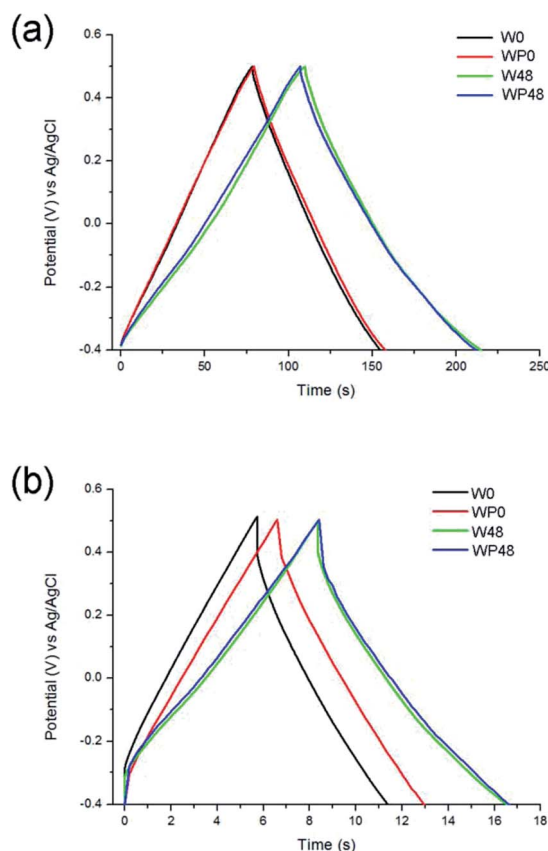 (a)
0.6
0.4
0.2
0.0
-0.2
-0.4
Potential (V) vs Ag/AgCl
0 50 100 150 200 250
Time (s)
W0
WP0
W48
WP48
(b)
0.6
0.4
0.2
0.0
-0.2
-0.4
Potential (V) vs Ag/AgCl
0 2 4 6 8 10 12 14 16 18
Time (s)
W0
WP0
W48
WP48